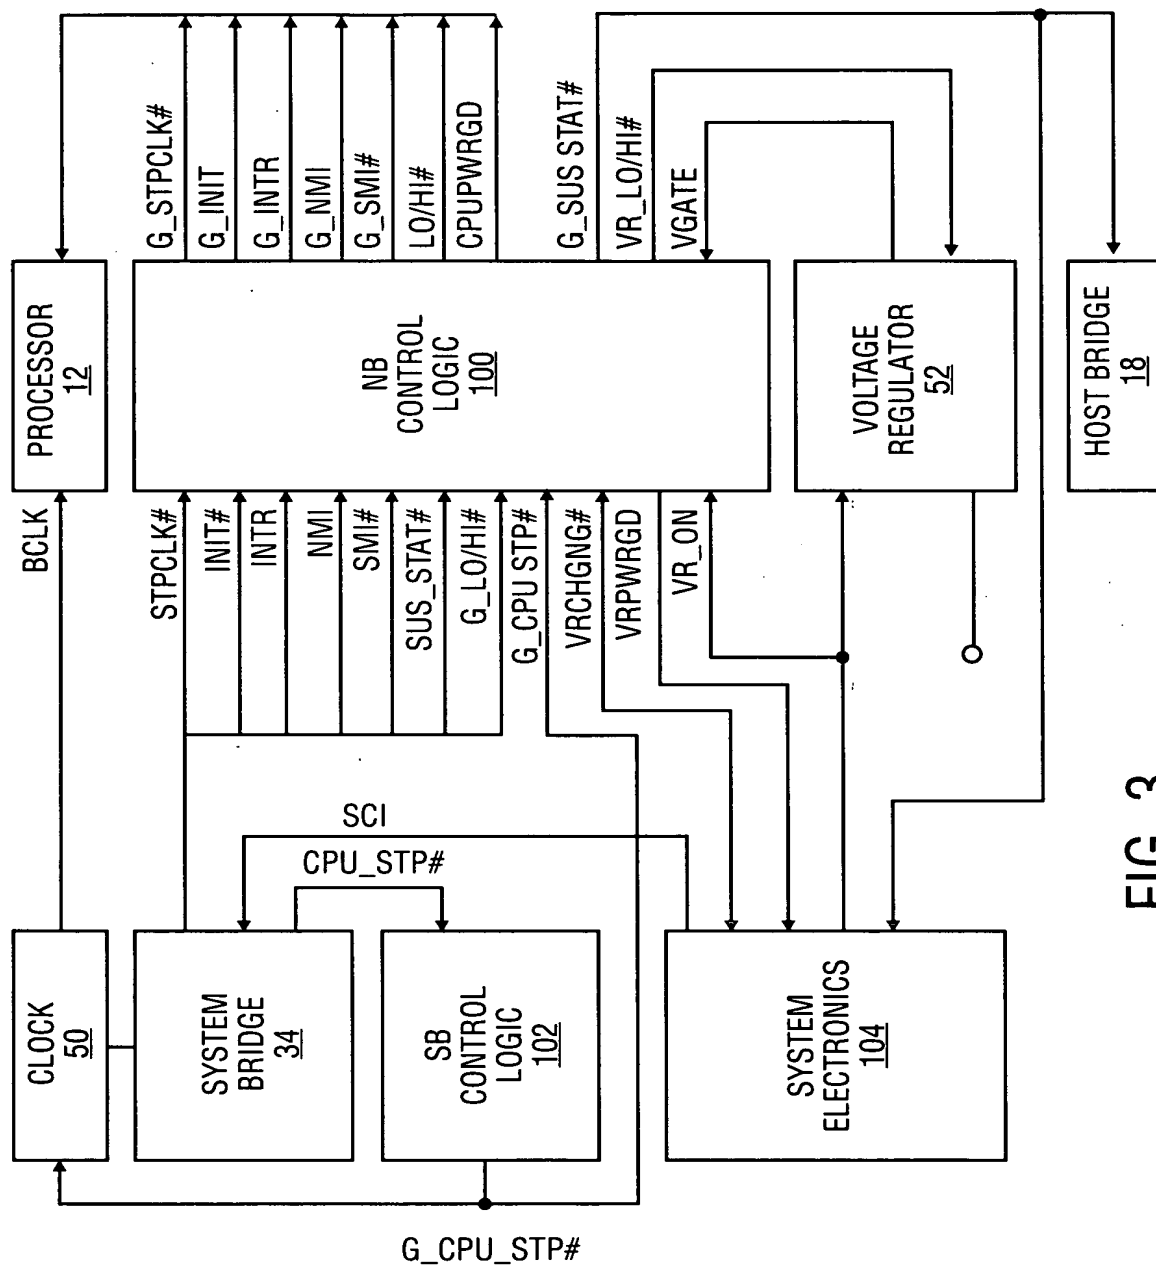 CLOCK
50
BCLK
PROCESSOR
12
SYSTEM
BRIDGE
34
SCI
CPU_STP#
SB
CONTROL
LOGIC
102
G_CPU_STP#
SYSTEM
ELECTRONICS
104
STPCLK#
INIT#
INTR
NMI
SMI#
SUS_STAT#
G_LO/HI#
G_CPU STP#
VRCHGNG#
VRPWRGD
VR_ON
NB
CONTROL
LOGIC
100
G_STPCLK#
G_INIT
G_INTR
G_NMI
G_SMI#
LO/HI#
CPUPWRGD
G_SUS STAT#
VR_LO/HI#
VGATE
VOLTAGE
REGULATOR
52
HOST BRIDGE
18
FIG. 3